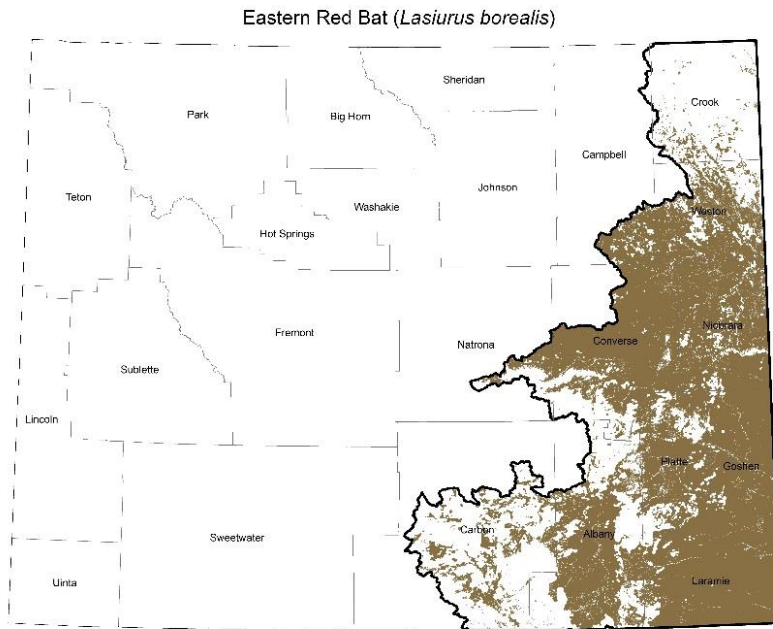 Eastern Red Bat (Lasiurus borealis)
Sheridan
Crook
Park
Big Horn
Campbell
Johnson
Teton
Washakie
Weston
Hot Springs
Niobrara
Fremont
Natrona
Converse
Sublette
Lincoln
Platte
Goshen
Carbon
Albany
Sweetwater
Uinta
Laramie